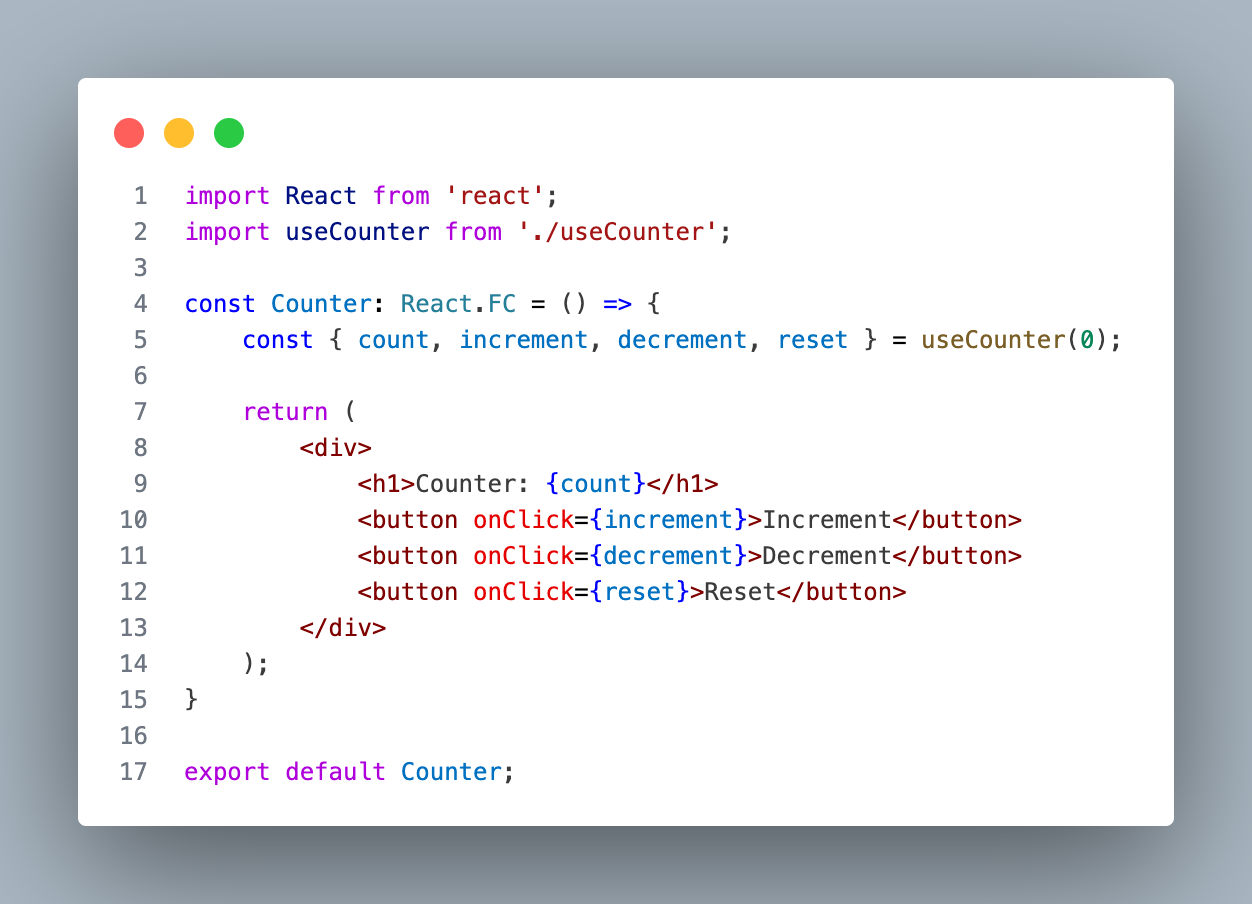 1 import React from 'react';
2 import useCounter from './useCounter';
3
4 const Counter: React.FC = () => {
5     const { count, increment, decrement, reset } = useCounter(0);
6
7     return (
8         <div>
9             <h1>Counter: {count}</h1>
10             <button onClick={increment}>Increment</button>
11             <button onClick={decrement}>Decrement</button>
12             <button onClick={reset}>Reset</button>
13         </div>
14     );
15 }
16
17 export default Counter;